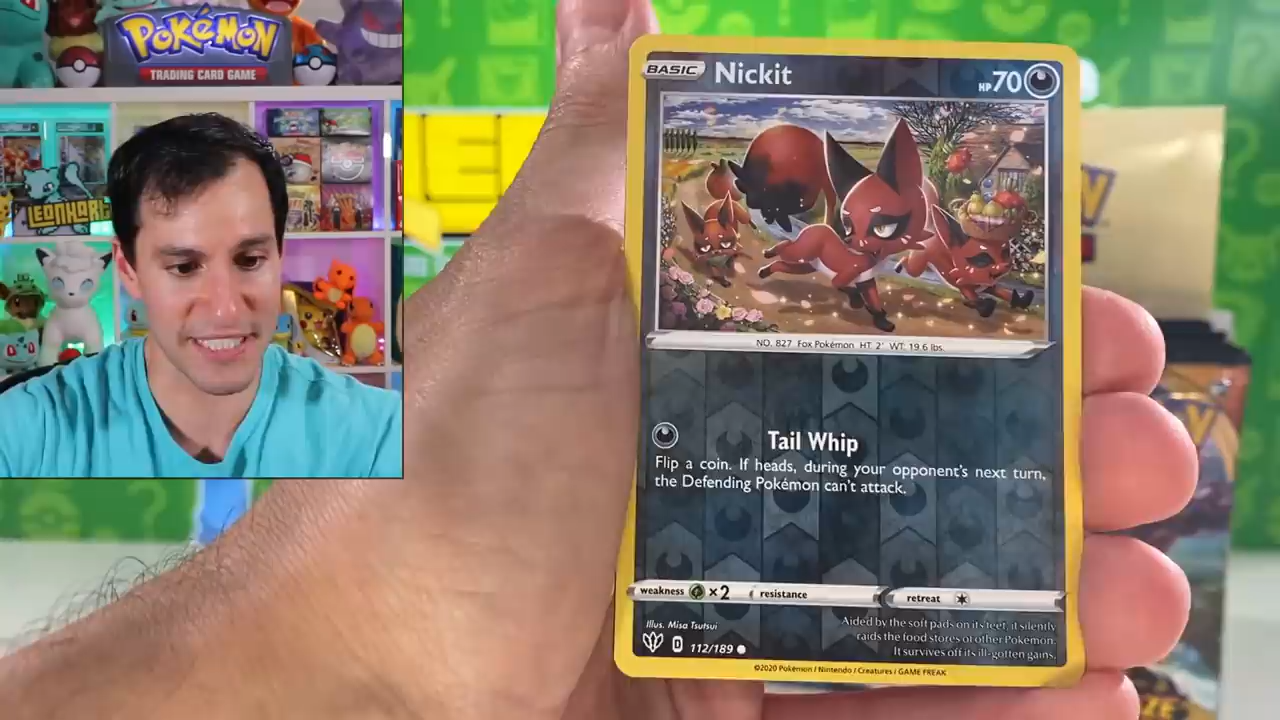 POKÉMON
TRADING CARD GAME
LEONHART
LE
BASIC
Nickit
HP 70
NO. 827 Fox Pokémon HT: 2' WT: 19.6 lbs.
Tail Whip
Flip a coin. If heads, during your opponent's next turn,
the Defending Pokémon can't attack.
weakness ×2 resistance retreat
Illus. Misa Tsutsui
Aided by the soft pads on its feet, it silently
raids the food stores of other Pokémon.
It survives off its ill-gotten gains.
D 112/189
©2020 Pokémon / Nintendo / Creatures / GAME FREAK